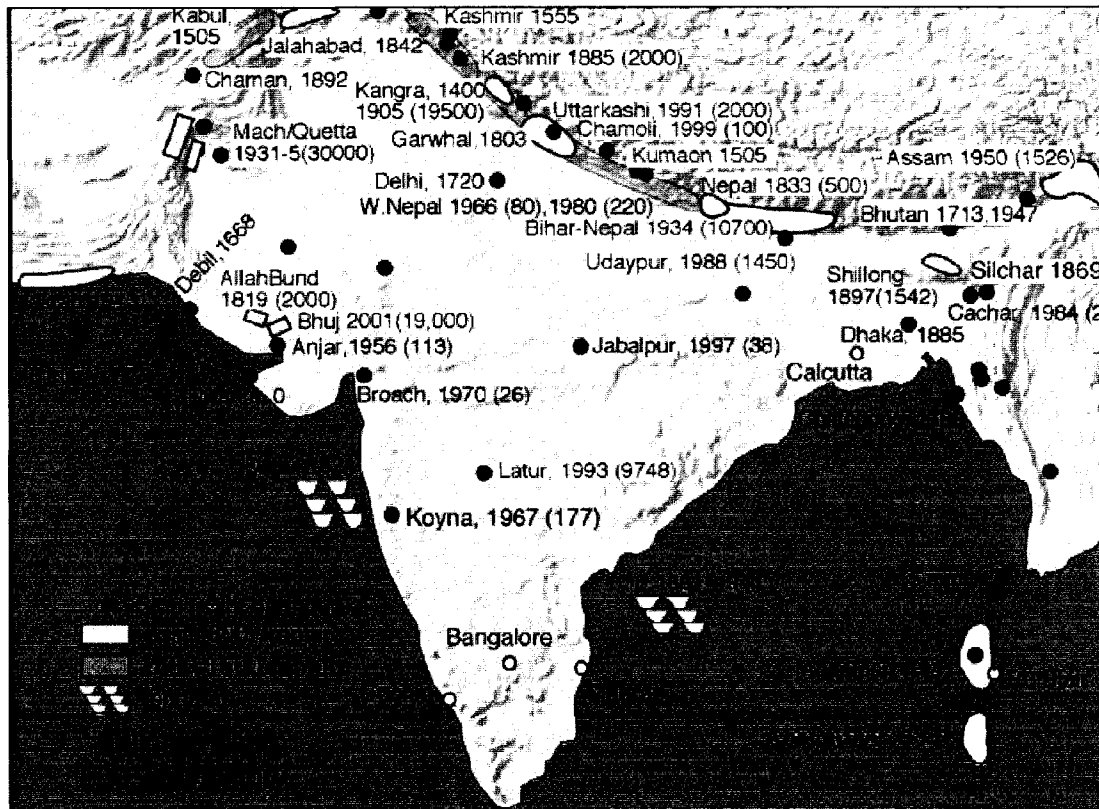 Kabul,
1505
Kashmir 1555
Jalahabad, 1842
Kashmir 1885 (2000)
Chaman, 1892
Kangra, 1400
1905 (19500)
Uttarkashi, 1991 (2000)
Mach/Quetta
1931-5(30000)
Garwhal 1803
Chamoli, 1999 (100)
Kumaon 1505
Assam 1950 (1526)
Delhi, 1720
Nepal 1833 (500)
W.Nepal 1966 (80),1980 (220)
Bhutan 1713,1947
Bihar-Nepal 1934 (10700)
Debil,1668
Udaypur, 1988 (1450)
AllahBund
1819 (2000)
Shillong
1897(1542)
Silchar 1869
Bhuj 2001(19,000)
Cachar, 1984 (2
Anjar,1956 (113)
Jabalpur, 1997 (38)
Dhaka, 1885
Calcutta
Broach, 1970 (26)
Latur, 1993 (9748)
Koyna, 1967 (177)
Bangalore